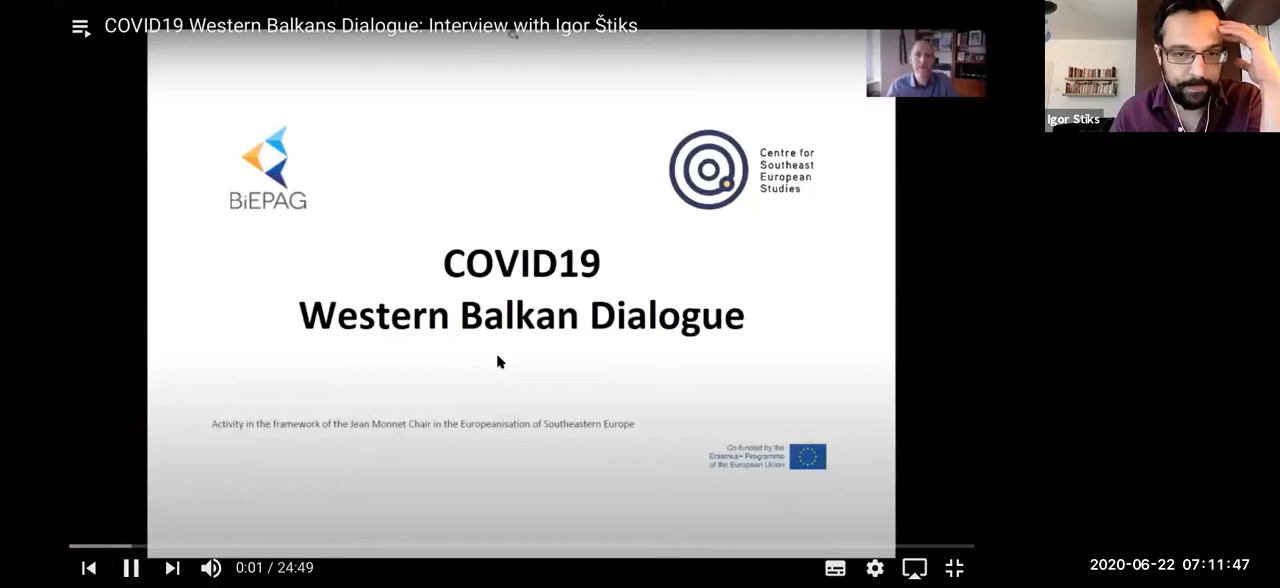 COVID19 Western Balkans Dialogue: Interview with Igor Štiks
Igor Stiks
BiEPAG
Centre for
Southeast
European
Studies
COVID19
Western Balkan Dialogue
Activity in the framework of the Jean Monnet Chair in the Europeanisation of Southeastern Europe
Co-funded by the
Erasmus+ Programme
of the European Union
0:01 / 24:49
2020-06-22 07:11:47